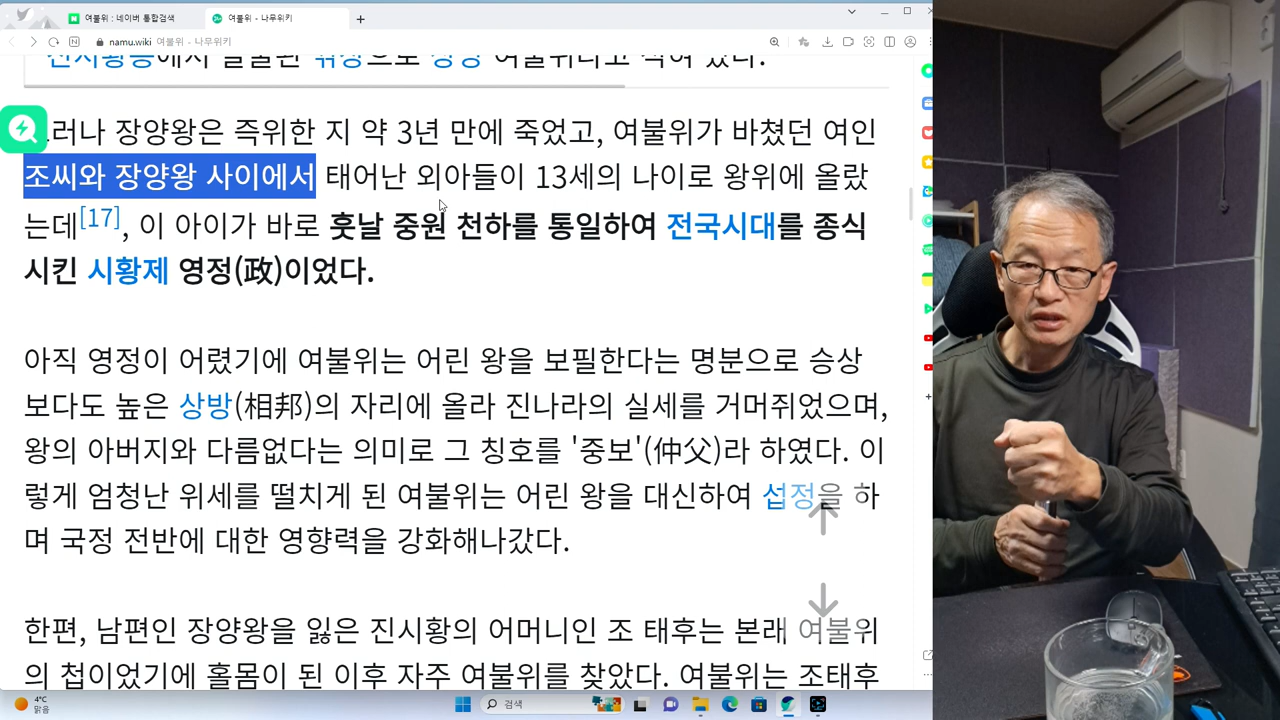 여불위 : 네이버 통합검색
여불위 - 나무위키
namu.wiki 여불위 - 나무위키
에서
으로
여불위라고 적혀 있다.
러나 장양왕은 즉위한 지 약 3년 만에 죽었고, 여불위가 바쳤던 여인
조씨와 장양왕 사이에서 태어난 외아들이 13세의 나이로 왕위에 올랐
는데[17], 이 아이가 바로 훗날 중원 천하를 통일하여 전국시대를 종식
시킨 시황제 영정(政)이었다.
아직 영정이 어렸기에 여불위는 어린 왕을 보필한다는 명분으로 승상
보다도 높은 상방(相邦)의 자리에 올라 진나라의 실세를 거머쥐었으며,
왕의 아버지와 다름없다는 의미로 그 칭호를 '중보'(仲父)라 하였다. 이
렇게 엄청난 위세를 떨치게 된 여불위는 어린 왕을 대신하여 섭정을 하
며 국정 전반에 대한 영향력을 강화해나갔다.
한편, 남편인 장양왕을 잃은 진시황의 어머니인 조 태후는 본래 여불위
의 첩이었기에 홀몸이 된 이후 자주 여불위를 찾았다. 여불위는 조태후
4°C
맑음
검색